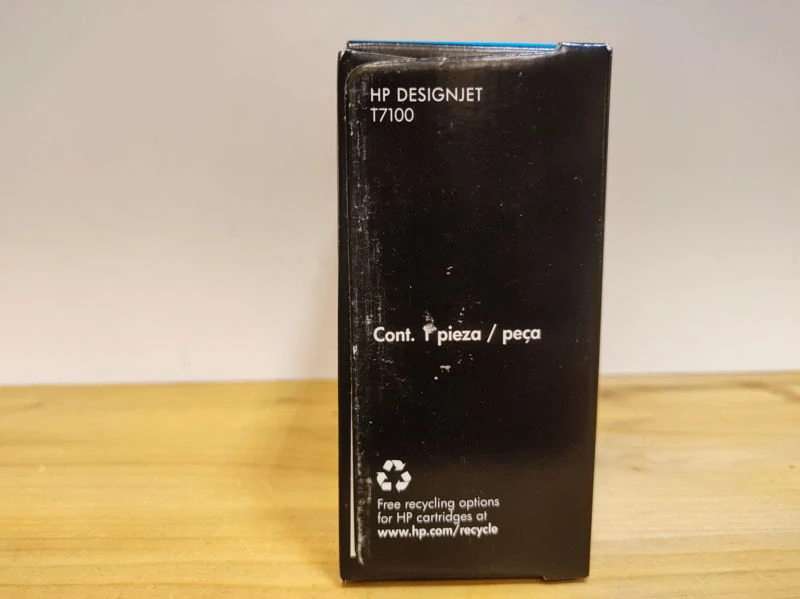 HP DESIGNJET
T7100
Cont. 1 pieza / peça
Free recycling options
for HP cartridges at
www.hp.com/recycle